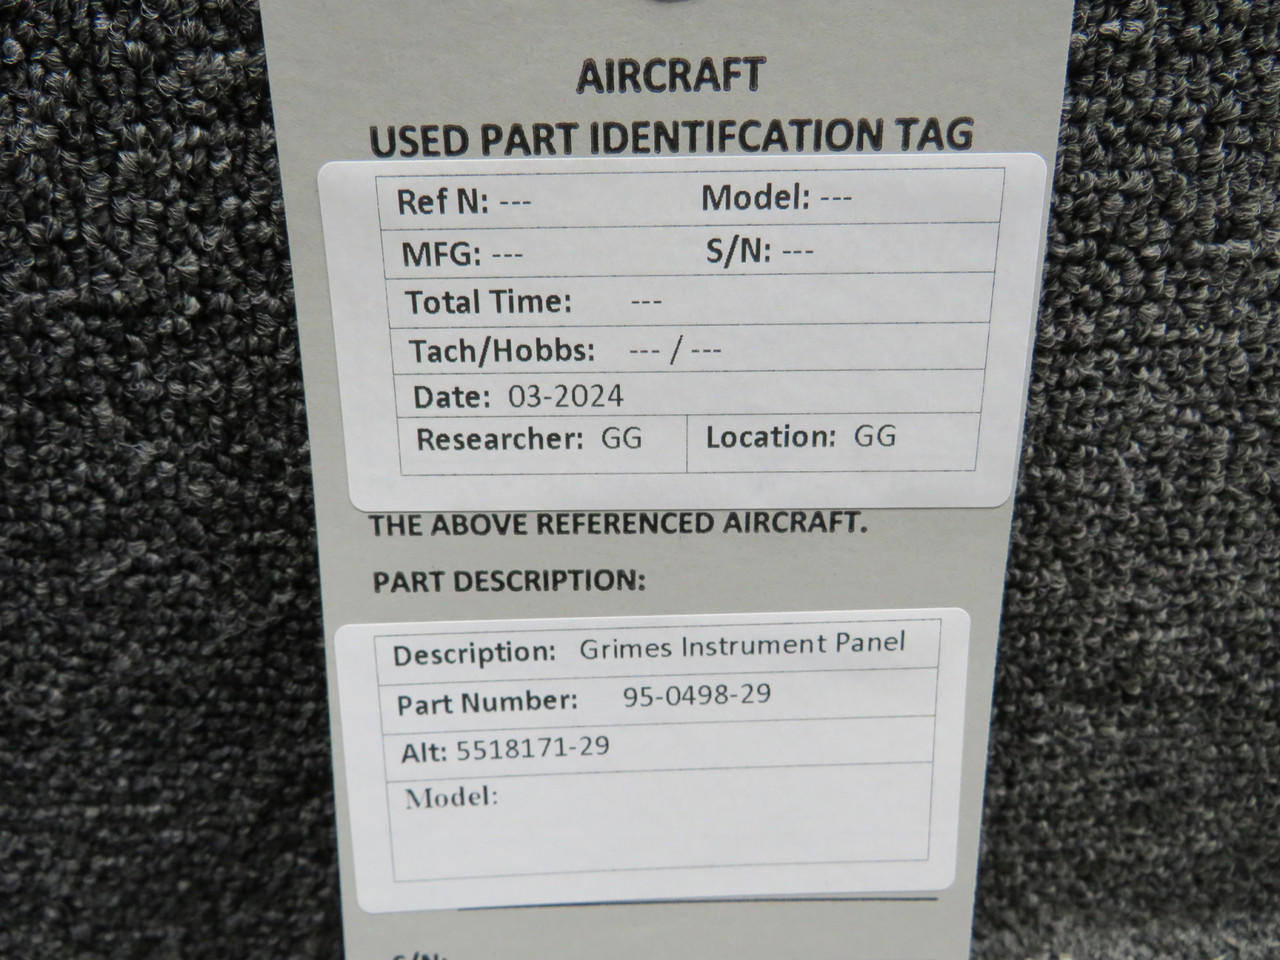 AIRCRAFT
USED PART IDENTIFCATION TAG
Ref N: --- Model: ---
MFG: --- S/N: ---
Total Time: ---
Tach/Hobbs: --- / ---
Date: 03-2024
Researcher: GG Location: GG
THE ABOVE REFERENCED AIRCRAFT.
PART DESCRIPTION:
Description: Grimes Instrument Panel
Part Number: 95-0498-29
Alt: 5518171-29
Model:
S/N: